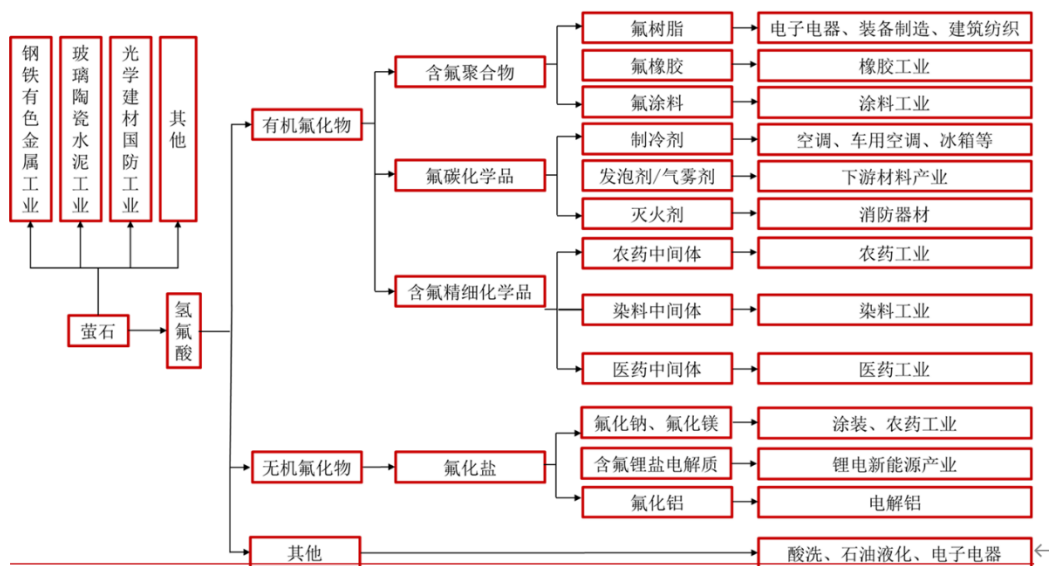 钢铁有色金属工业
玻璃陶瓷水泥工业
光学建材国防工业
其他
萤石
氢氟酸
有机氟化物
含氟聚合物
氟树脂
电子电器、装备制造、建筑纺织
氟橡胶
橡胶工业
氟涂料
涂料工业
氟碳化学品
制冷剂
空调、车用空调、冰箱等
发泡剂/气雾剂
下游材料产业
灭火剂
消防器材
含氟精细化学品
农药中间体
农药工业
染料中间体
染料工业
医药中间体
医药工业
无机氟化物
氟化盐
氟化钠、氟化镁
涂装、农药工业
含氟锂盐电解质
锂电新能源产业
氟化铝
电解铝
其他
酸洗、石油液化、电子电器